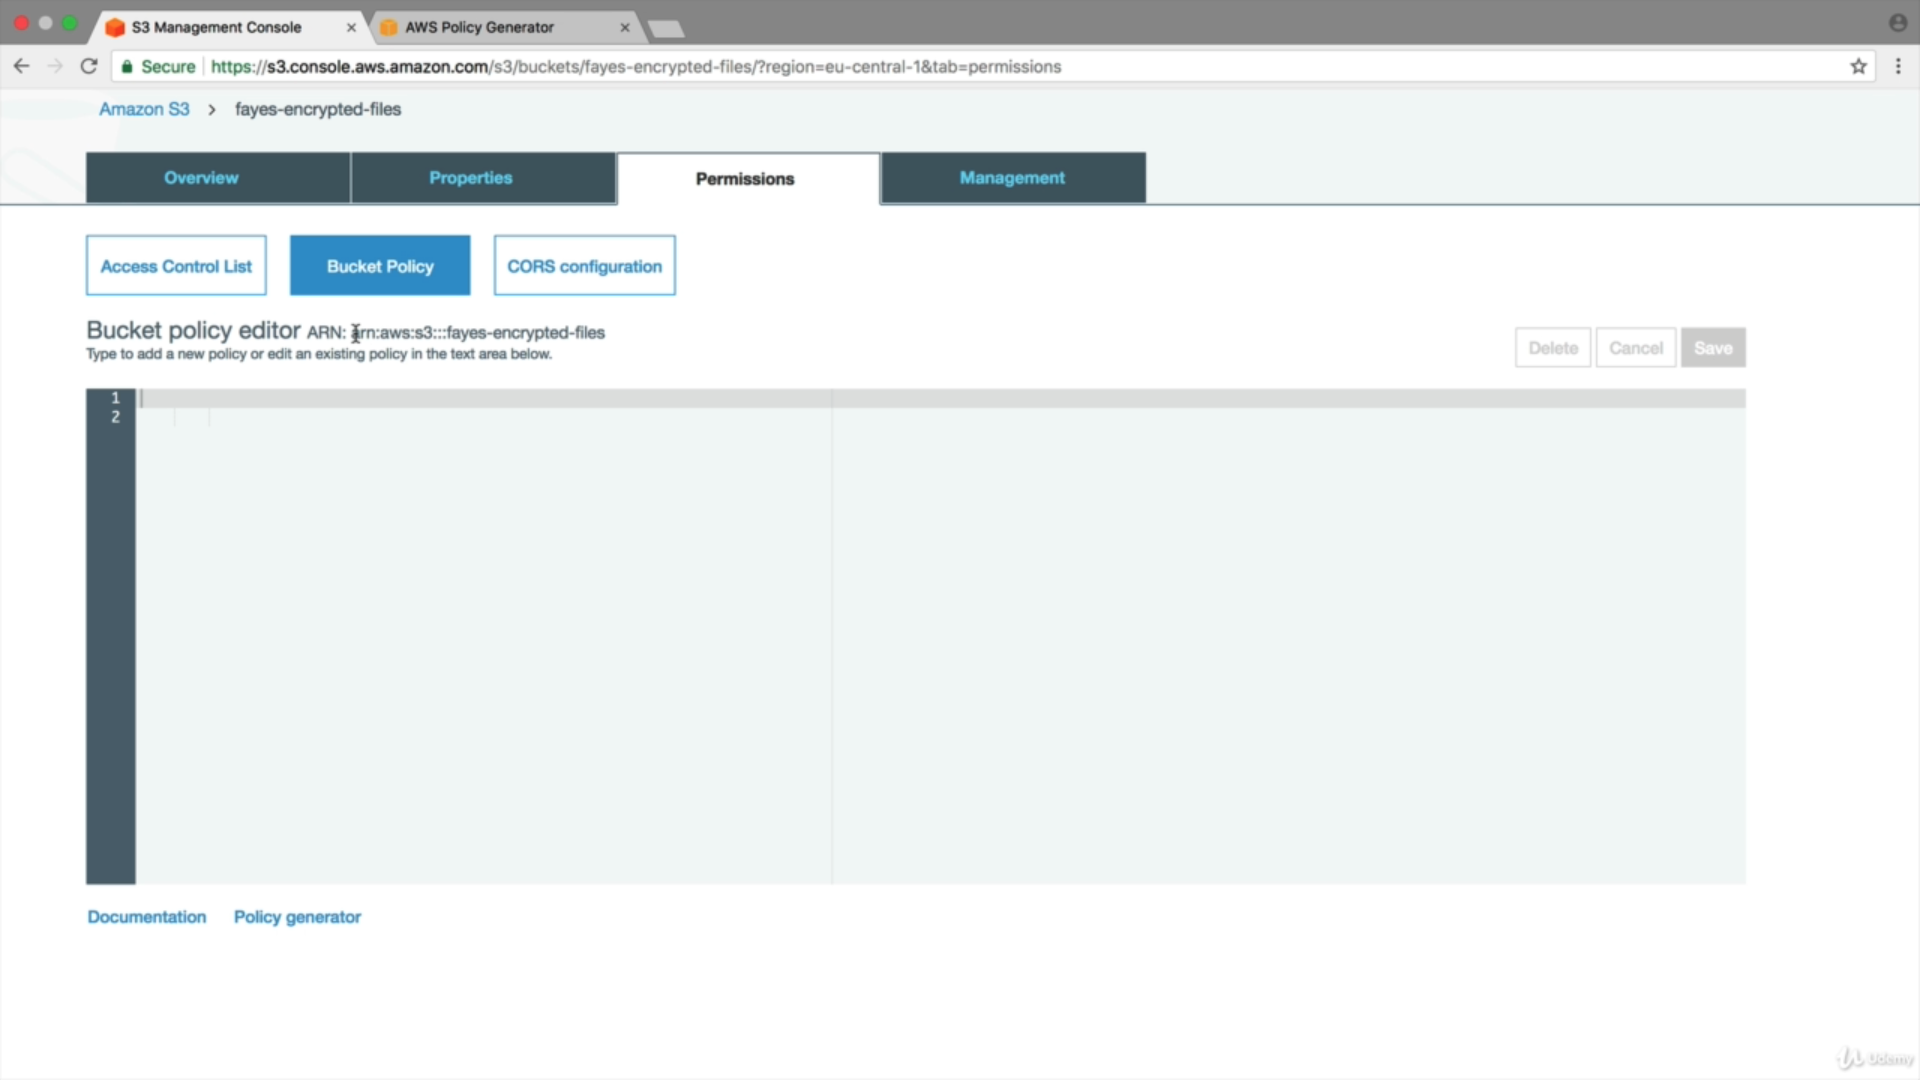 S3 Management Console
AWS Policy Generator
Secure https://s3.console.aws.amazon.com/s3/buckets/fayes-encrypted-files/?region=eu-central-1&tab=permissions
Amazon S3 > fayes-encrypted-files
Overview
Properties
Permissions
Management
Access Control List
Bucket Policy
CORS configuration
Bucket policy editor ARN: arn:aws:s3:::fayes-encrypted-files
Type to add a new policy or edit an existing policy in the text area below.
Delete
Cancel
Save
1
2
Documentation
Policy generator
Udemy